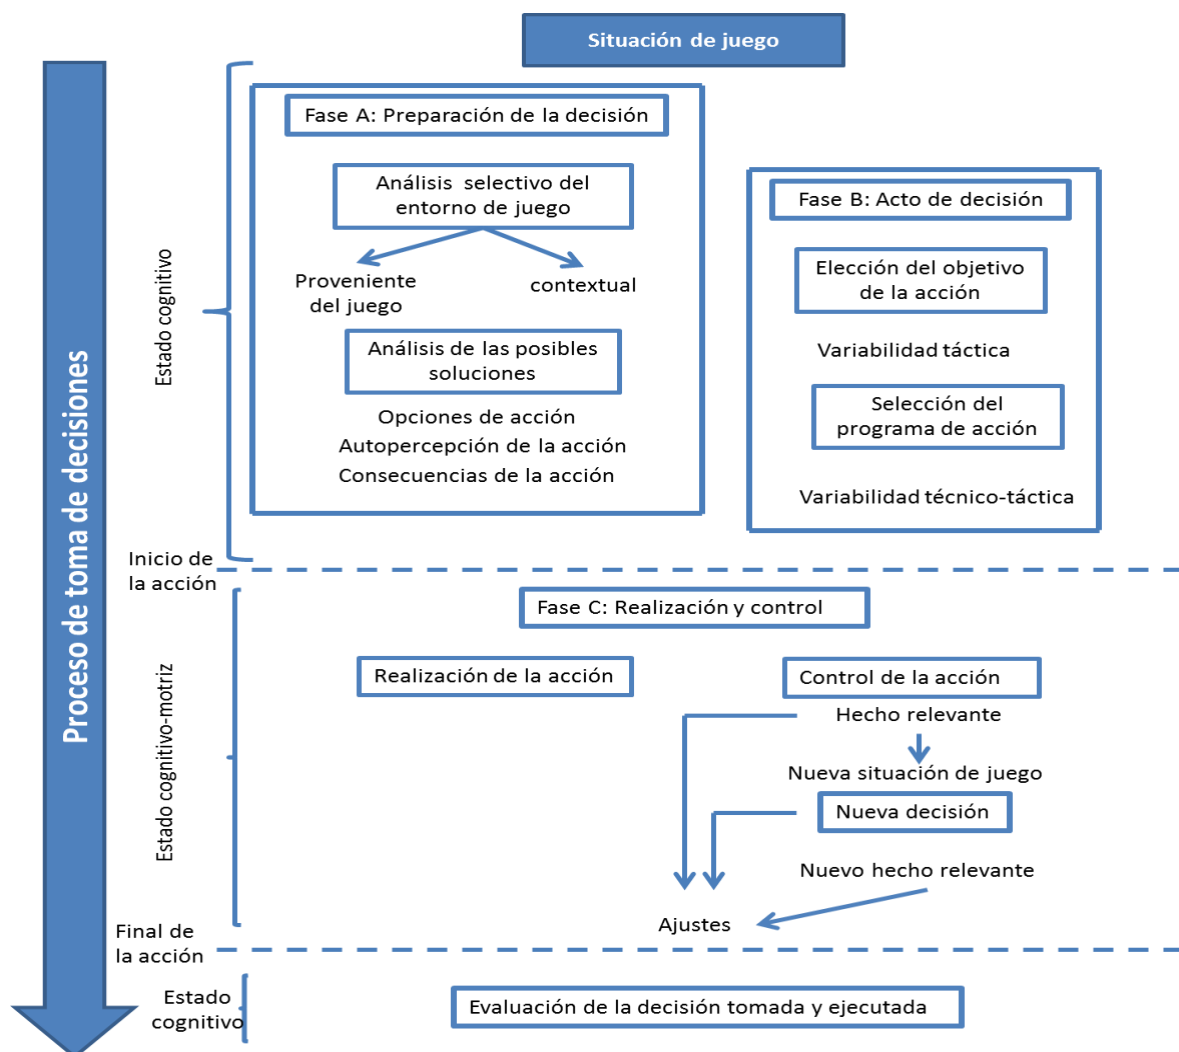 Situación de juego
Proceso de toma de decisiones
Estado cognitivo
Fase A: Preparación de la decisión
Análisis selectivo del
entorno de juego
Proveniente
del juego
contextual
Análisis de las posibles
soluciones
Opciones de acción
Autopercepción de la acción
Consecuencias de la acción
Fase B: Acto de decisión
Elección del objetivo
de la acción
Variabilidad táctica
Selección del
programa de acción
Variabilidad técnico-táctica
Inicio de
la acción
Estado cognitivo-motriz
Fase C: Realización y control
Realización de la acción
Control de la acción
Hecho relevante
Nueva situación de juego
Nueva decisión
Nuevo hecho relevante
Ajustes
Final de
la acción
Estado
cognitivo
Evaluación de la decisión tomada y ejecutada